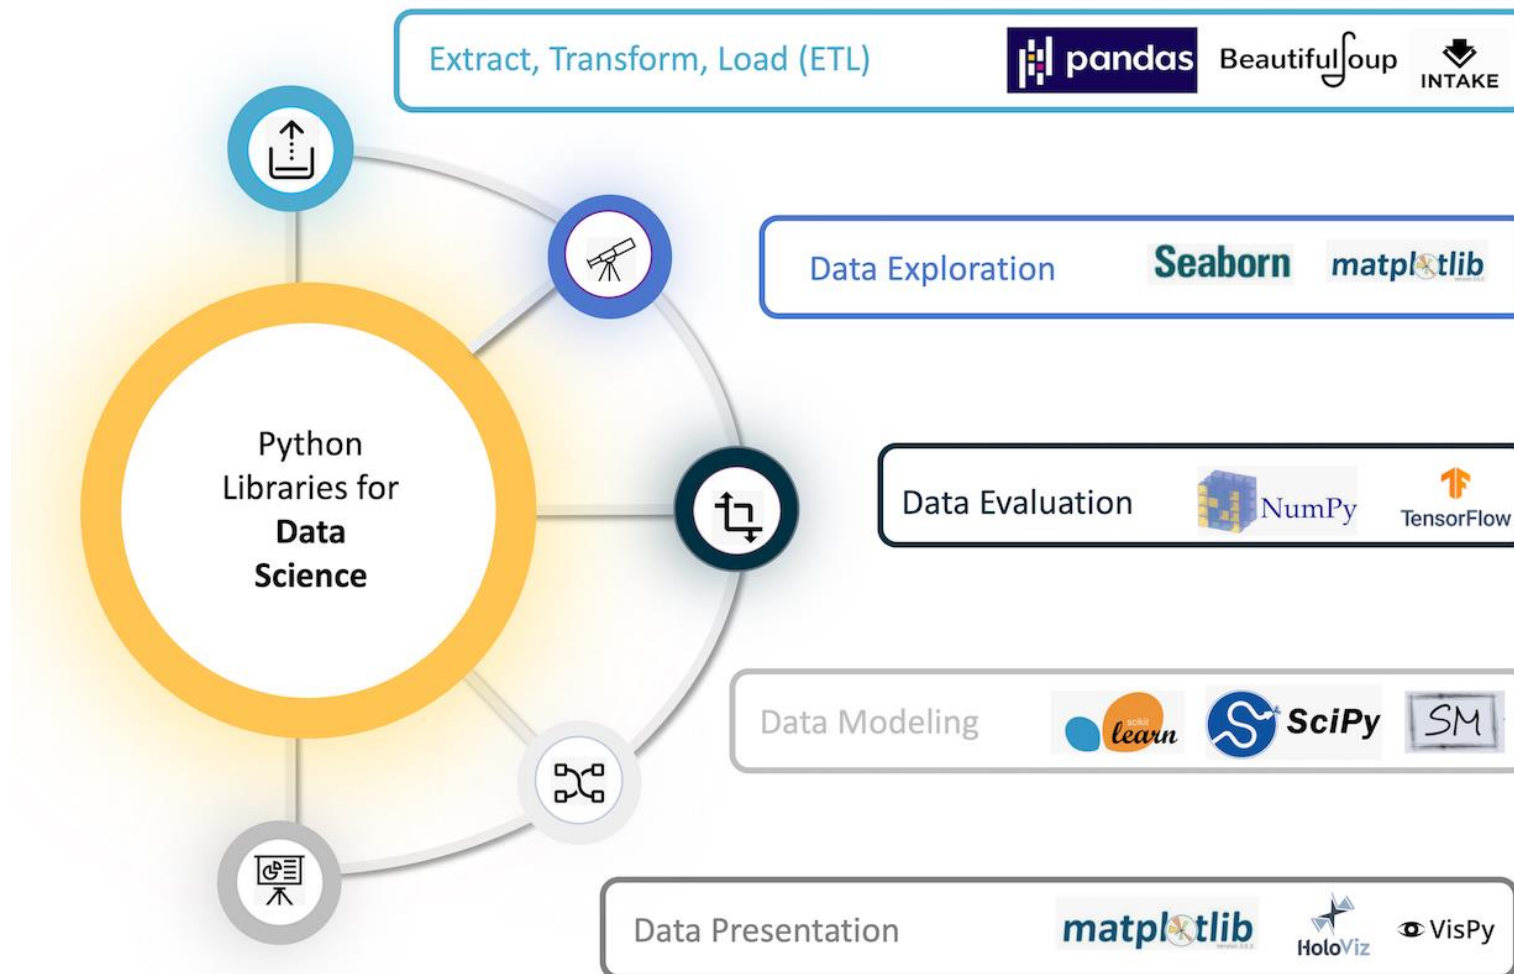 Extract, Transform, Load (ETL)
pandas
BeautifulSoup
INTAKE
Data Exploration
Seaborn
matplotlib
Python
Libraries for
Data
Science
Data Evaluation
NumPy
TensorFlow
Data Modeling
scikit
learn
SciPy
SM
Data Presentation
matplotlib
HoloViz
VisPy